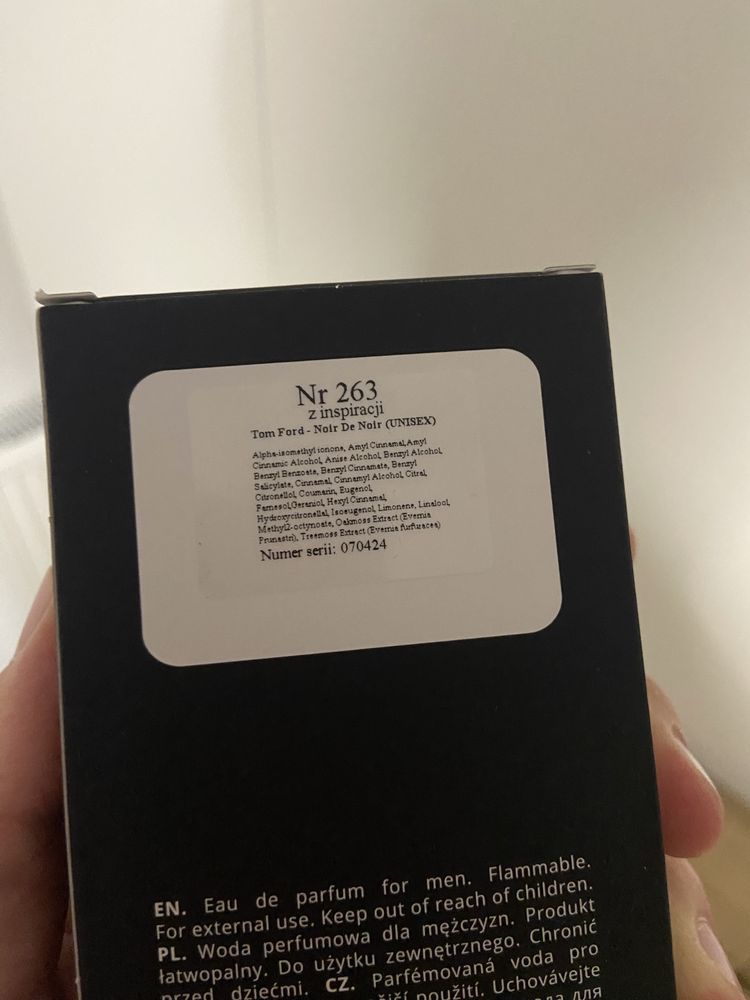 Nr 263
z inspiracji
Tom Ford - Noir De Noir (UNISEX)
Alpha-isomethyl ionone, Amyl Cinnamal,Amyl
Cinnamic Alcohol, Anise Alcohol, Benzyl Alcohol,
Benzyl Benzoate, Benzyl Cinnamate, Benzyl
Salicylate, Cinnamal, Cinnamyl Alcohol, Citral,
Citronellol, Coumarin, Eugenol,
Farnesol,Geraniol, Hexyl Cinnamal,
Hydroxycitronellal, Isoeugenol, Limonene, Linalool,
Methyl2-octynoate, Oakmoss Extract (Evernia
Prunastri), Treemoss Extract (Evernia furfuracea)
Numer serii: 070424
EN. Eau de parfum for men. Flammable.
For external use. Keep out of reach of children.
PL. Woda perfumowa dla mężczyzn. Produkt
łatwopalny. Do użytku zewnętrznego. Chronić
przed dziećmi. CZ. Parfémovaná voda pro
použití. Uchovávejte
для